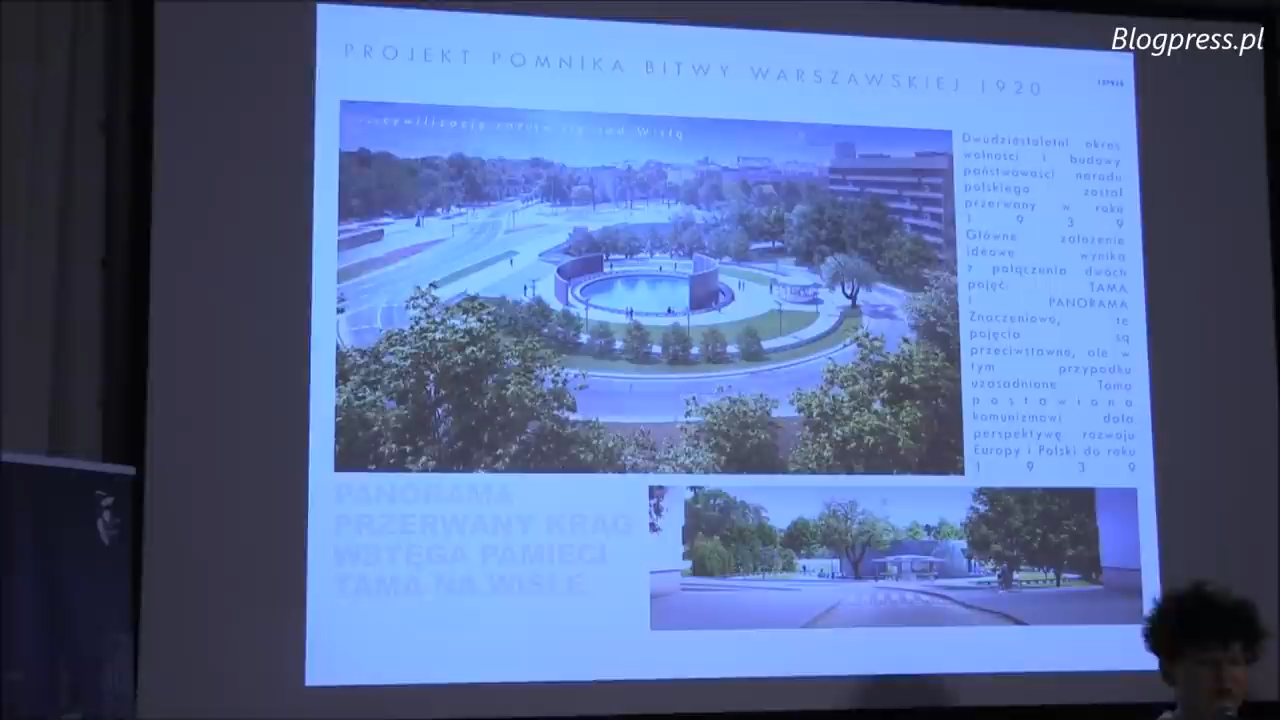 Blogpress.pl
PROJEKT POMNIKA BITWY WARSZAWSKIEJ 1920
Dwudziestoletni okres
wolności i budowy
państwowości narodu
polskiego został
przerwany w roku
1 9 3 9
Główne założenie
ideowe wynika
z połączenia dwóch
pojęć: TAMA
I PANORAMA
Znaczeniowo, te
pojęcia są
przeciwstawne, ale w
tym przypadku
uzasadnione Tama
postawiona
komunizmowi dała
perspektywę rozwoju
Europy i Polski do roku
1 9 3 9
PANORAMA
PRZERWANY KRĄG
WSTĘGA PAMIĘCI
TAMA NA WIŚLE